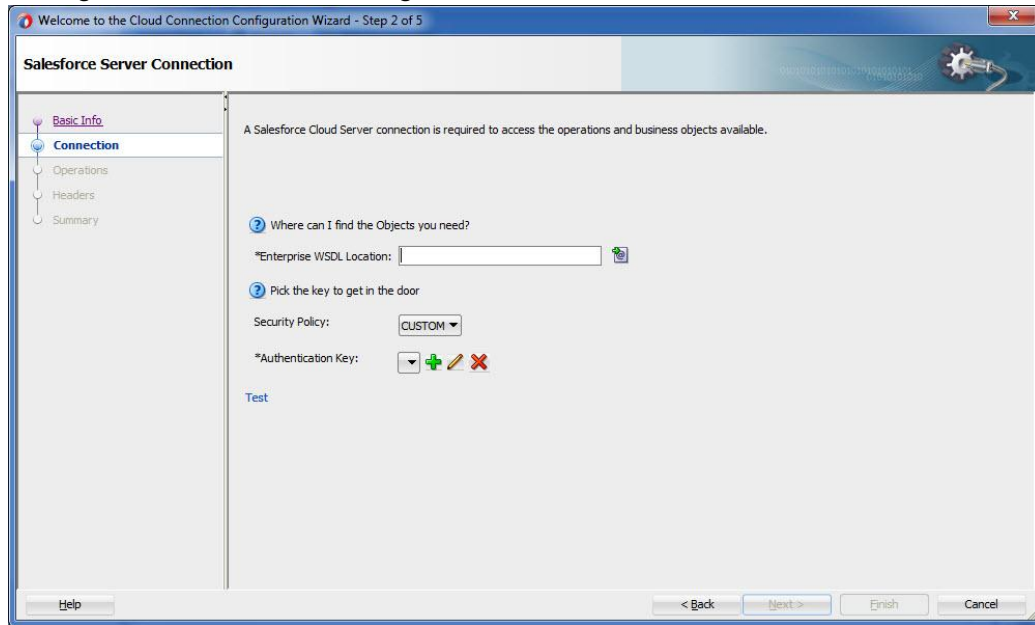 Welcome to the Cloud Connection Configuration Wizard - Step 2 of 5
Salesforce Server Connection
Basic Info
Connection
Operations
Headers
Summary
A Salesforce Cloud Server connection is required to access the operations and business objects available.
Where can I find the Objects you need?
*Enterprise WSDL Location:
Pick the key to get in the door
Security Policy: CUSTOM
*Authentication Key:
Test
Help < Back Next > Finish Cancel